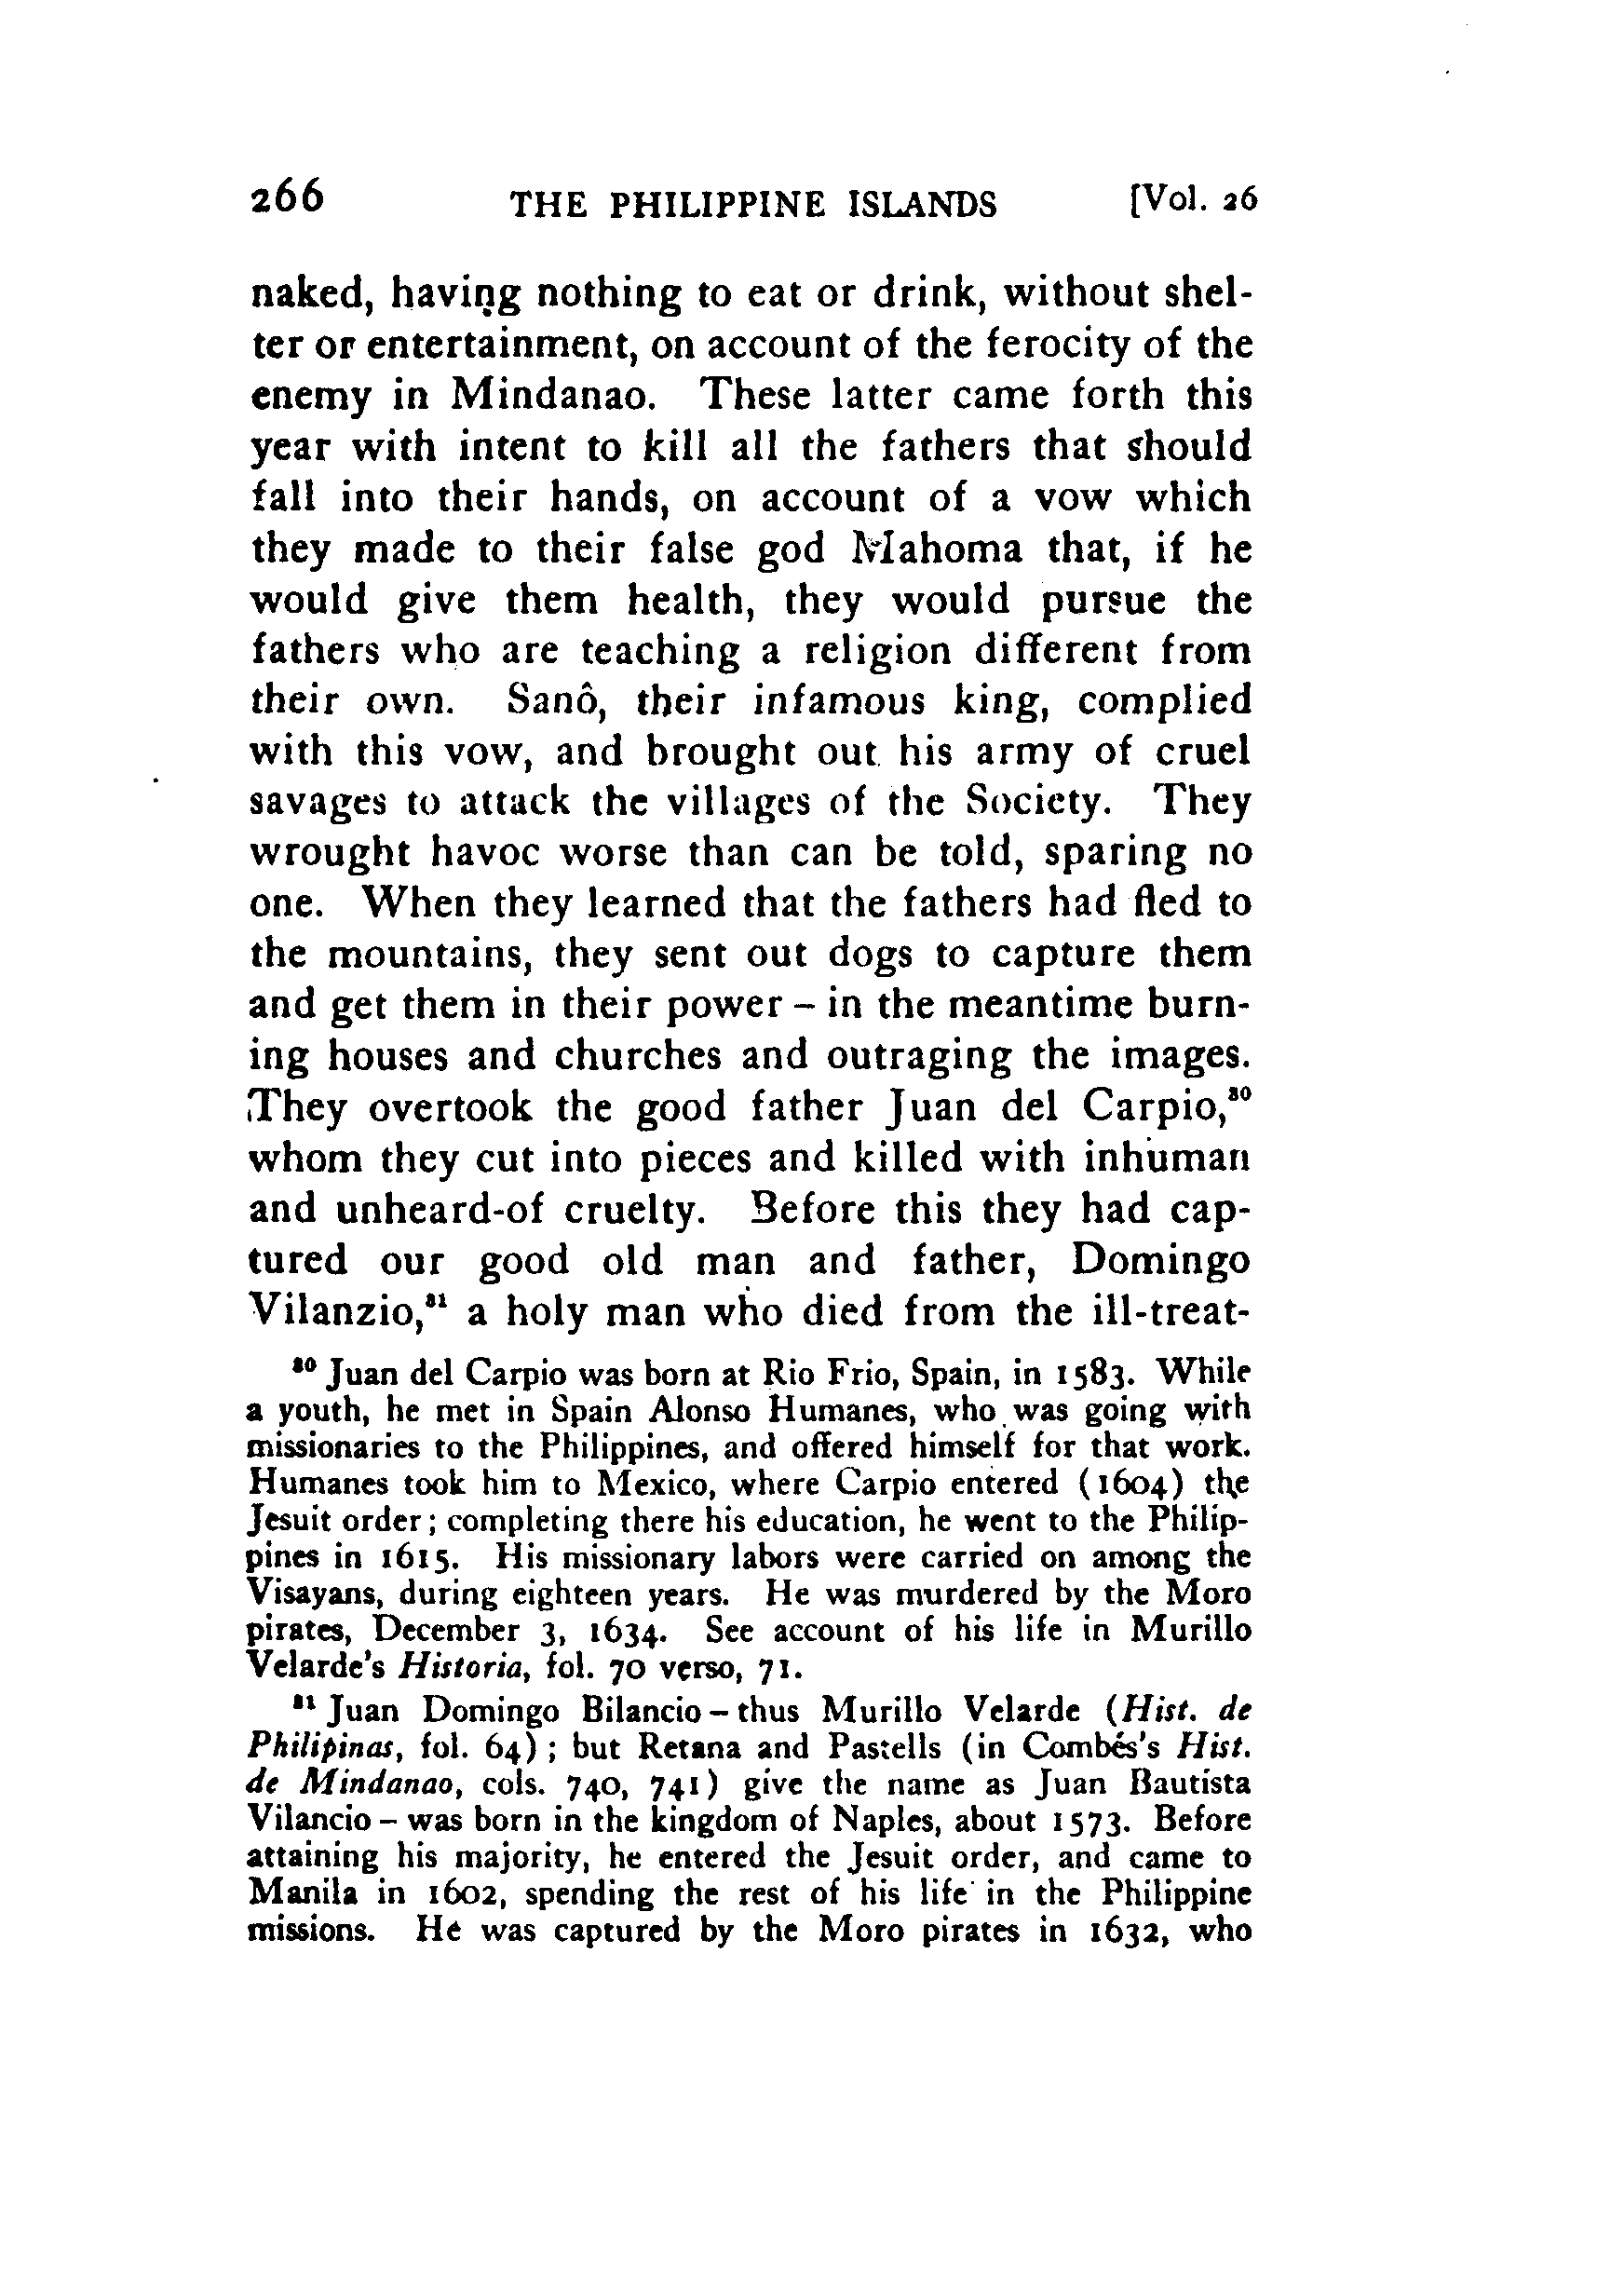 266 THE PHILIPPINE ISLANDS [Vol. 26
naked, having nothing to eat or drink, without shel-
ter or entertainment, on account of the ferocity of the
enemy in Mindanao. These latter came forth this
year with intent to kill all the fathers that should
fall into their hands, on account of a vow which
they made to their false god Mahoma that, if he
would give them health, they would pursue the
fathers who are teaching a religion different from
their own. Sanô, their infamous king, complied
with this vow, and brought out his army of cruel
savages to attack the villages of the Society. They
wrought havoc worse than can be told, sparing no
one. When they learned that the fathers had fled to
the mountains, they sent out dogs to capture them
and get them in their power – in the meantime burn-
ing houses and churches and outraging the images.
They overtook the good father Juan del Carpio,⁸⁰
whom they cut into pieces and killed with inhuman
and unheard-of cruelty. Before this they had cap-
tured our good old man and father, Domingo
Vilanzio,⁸¹ a holy man who died from the ill-treat-
⁸⁰ Juan del Carpio was born at Rio Frio, Spain, in 1583. While
a youth, he met in Spain Alonso Humanes, who was going with
missionaries to the Philippines, and offered himself for that work.
Humanes took him to Mexico, where Carpio entered (1604) the
Jesuit order; completing there his education, he went to the Philip-
pines in 1615. His missionary labors were carried on among the
Visayans, during eighteen years. He was murdered by the Moro
pirates, December 3, 1634. See account of his life in Murillo
Velarde's Historia, fol. 70 verso, 71.
⁸¹ Juan Domingo Bilancio – thus Murillo Velarde (Hist. de
Philipinas, fol. 64); but Retana and Pastells (in Combés's Hist.
de Mindanao, cols. 740, 741) give the name as Juan Bautista
Vilancio – was born in the kingdom of Naples, about 1573. Before
attaining his majority, he entered the Jesuit order, and came to
Manila in 1602, spending the rest of his life in the Philippine
missions. He was captured by the Moro pirates in 1632, who